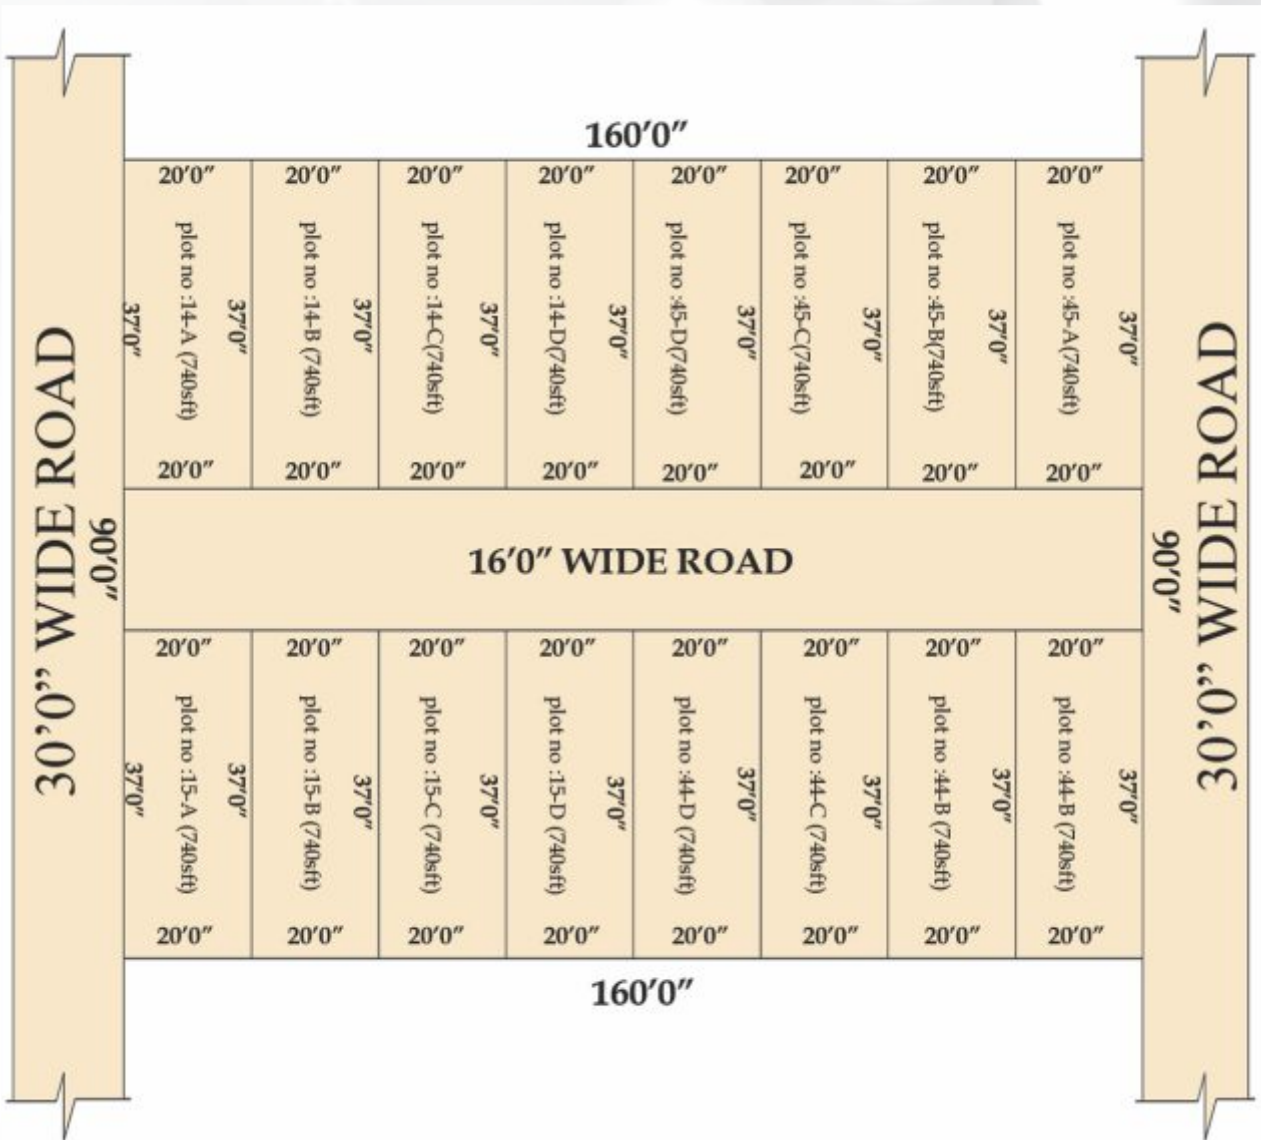 160'0"
20'0" 20'0" 20'0" 20'0" 20'0" 20'0" 20'0" 20'0"
37'0"
plot no :14-A (740sft)
37'0"
plot no :14-B (740sft)
37'0"
plot no :14-C(740sft)
37'0"
plot no :14-D(740sft)
37'0"
plot no :45-D(740sft)
37'0"
plot no :45-C(740sft)
37'0"
plot no :45-B(740sft)
37'0"
plot no :45-A(740sft)
37'0"
20'0" 20'0" 20'0" 20'0" 20'0" 20'0" 20'0" 20'0"
30'0" WIDE ROAD
90'0"
16'0" WIDE ROAD
90'0"
30'0" WIDE ROAD
20'0" 20'0" 20'0" 20'0" 20'0" 20'0" 20'0" 20'0"
37'0"
plot no :15-A (740sft)
37'0"
plot no :15-B (740sft)
37'0"
plot no :15-C (740sft)
37'0"
plot no :15-D (740sft)
37'0"
plot no :44-D (740sft)
37'0"
plot no :44-C (740sft)
37'0"
plot no :44-B (740sft)
37'0"
plot no :44-B (740sft)
37'0"
20'0" 20'0" 20'0" 20'0" 20'0" 20'0" 20'0" 20'0"
160'0"